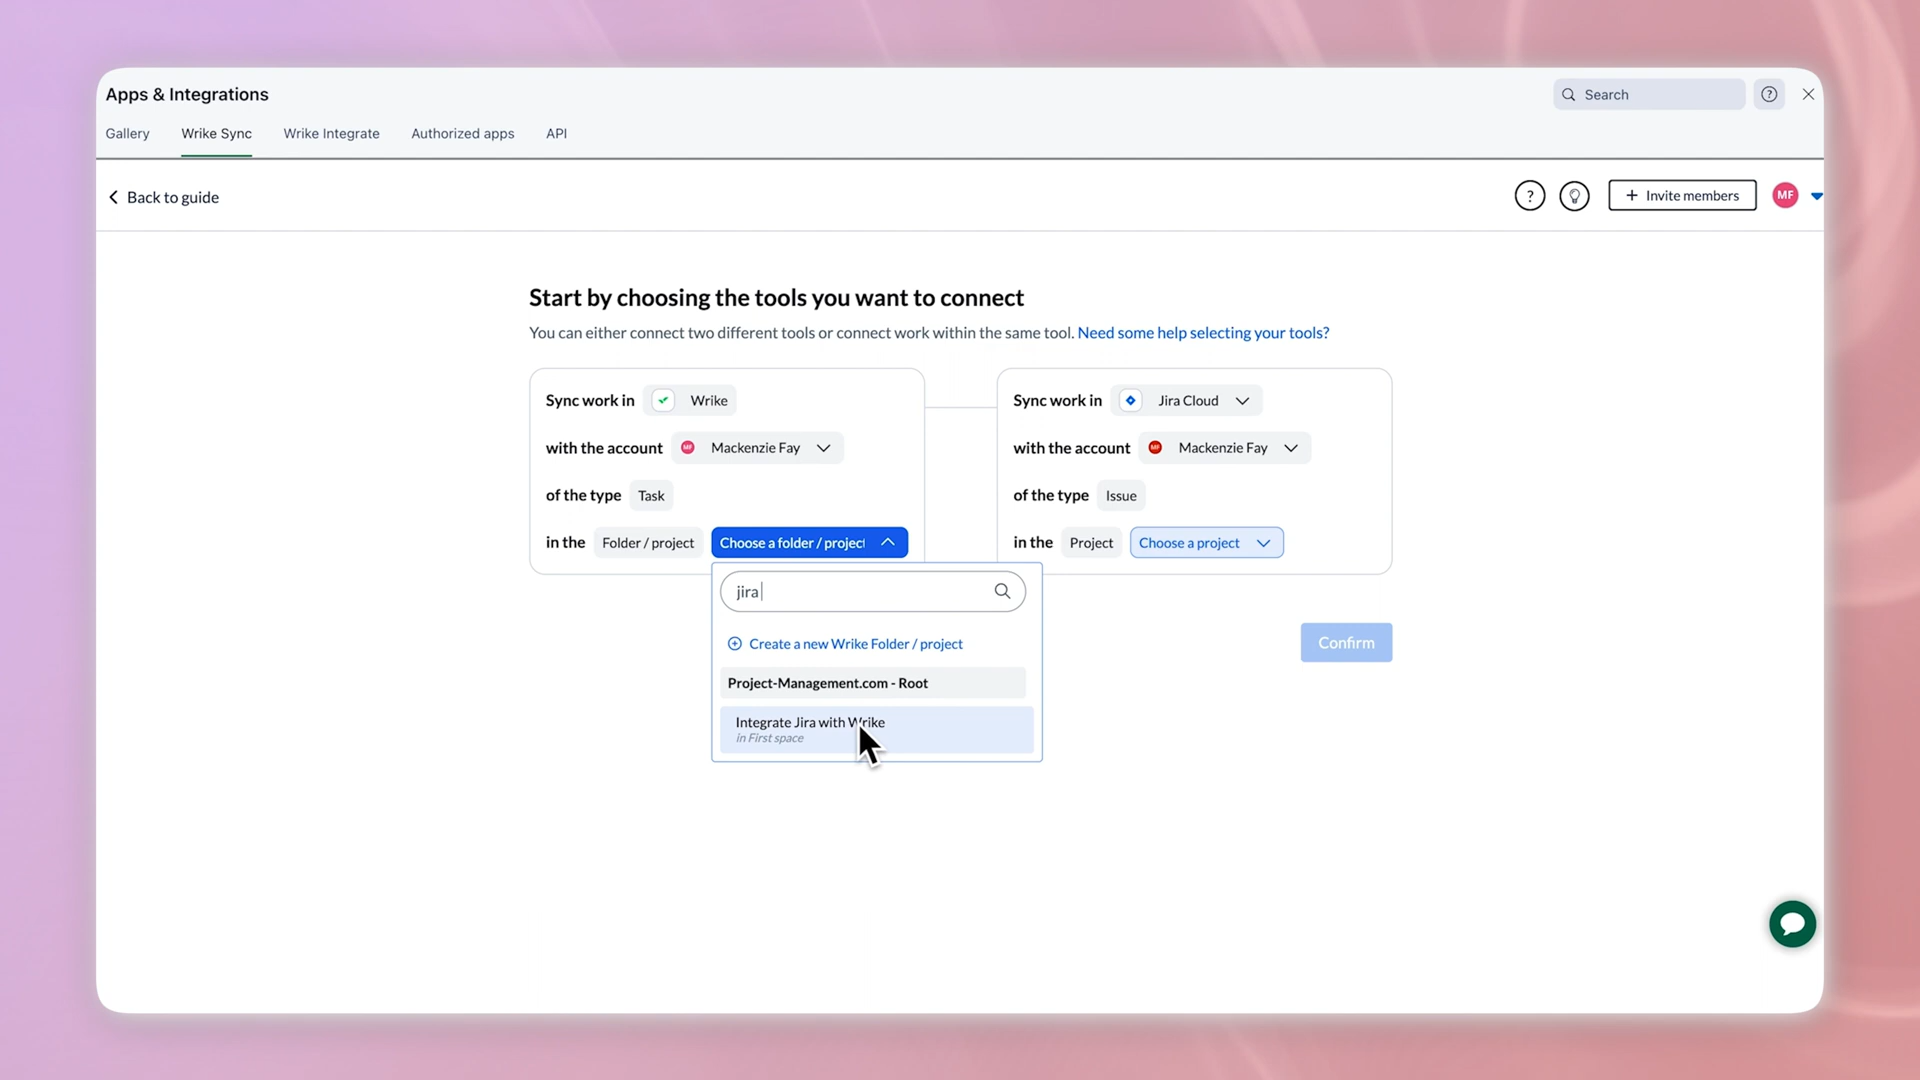 Apps & Integrations
Search
?
Gallery
Wrike Sync
Wrike Integrate
Authorized apps
API
Back to guide
?
+ Invite members
MF
Start by choosing the tools you want to connect
You can either connect two different tools or connect work within the same tool. Need some help selecting your tools?
Sync work in Wrike
with the account MF Mackenzie Fay
of the type Task
in the Folder / project Choose a folder / project
Sync work in Jira Cloud
with the account MF Mackenzie Fay
of the type Issue
in the Project Choose a project
jira
Create a new Wrike Folder / project
Project-Management.com - Root
Integrate Jira with Wrike
in First space
Confirm